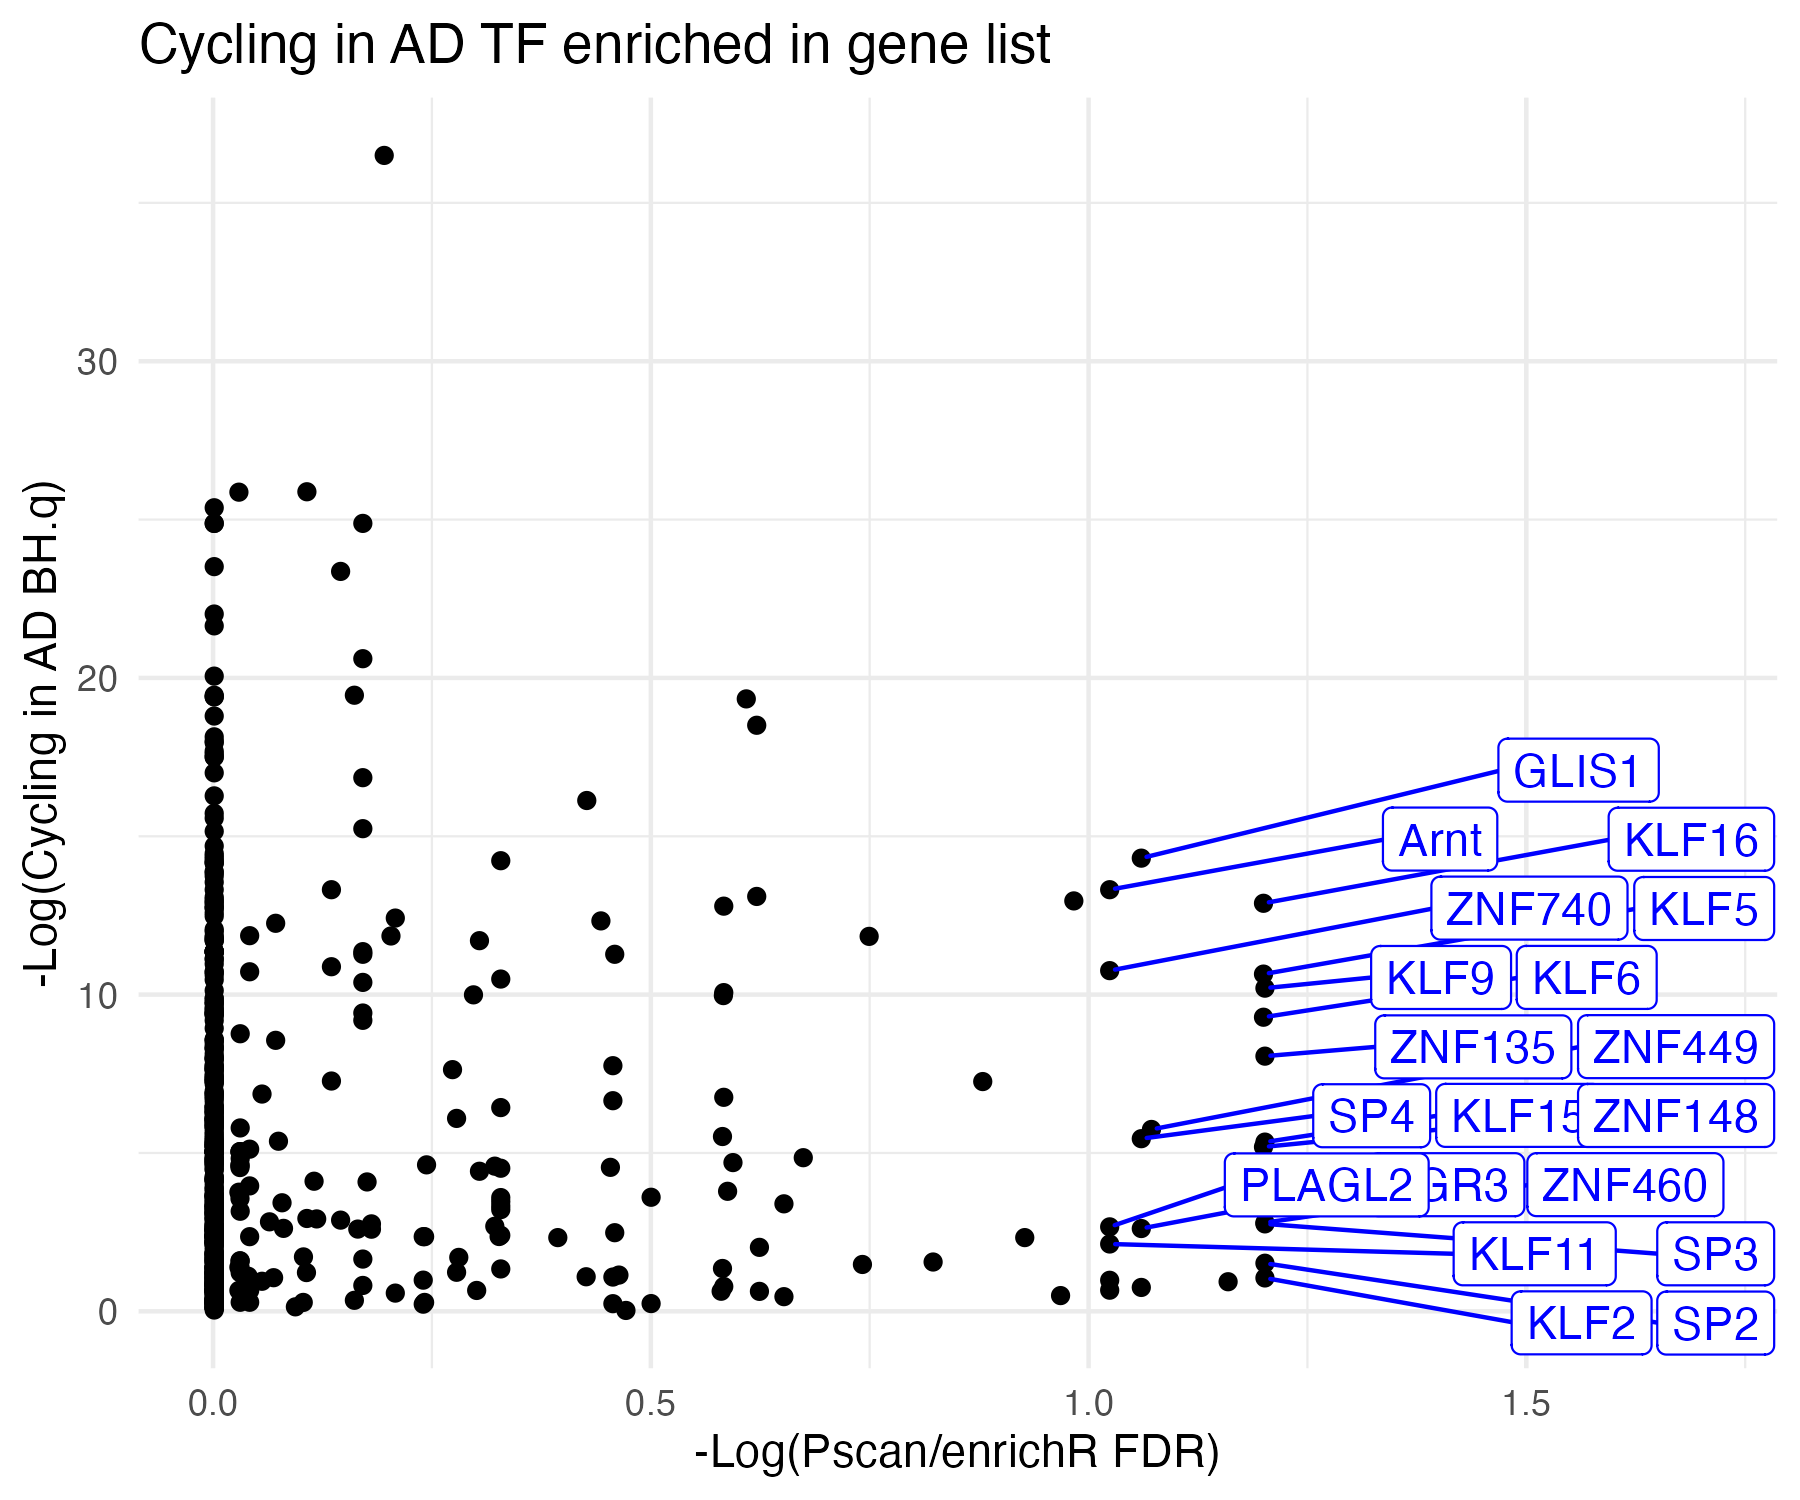 Cycling in AD TF enriched in gene list
-Log(Cycling in AD BH.q)
30
20
10
0
GLIS1
Arnt
KLF16
ZNF740
KLF5
KLF9
KLF6
ZNF135
ZNF449
SP4
KLF15
ZNF148
PLAGL2
GR3
ZNF460
KLF11
SP3
KLF2
SP2
0.0
0.5
1.0
1.5
-Log(Pscan/enrichR FDR)